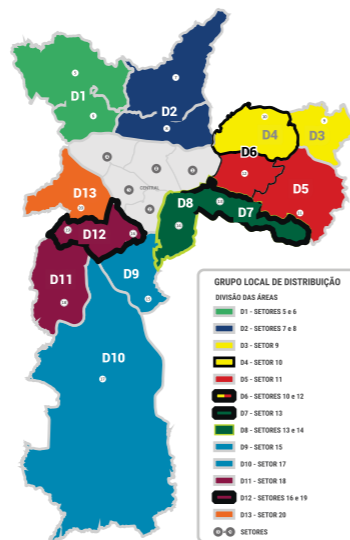 D1
D2
D4
D3
D6
CENTRAL
D13
D8
D5
D7
D12
D11
D9
D10
GRUPO LOCAL DE DISTRIBUIÇÃO
DIVISÃO DAS ÁREAS
D1 - SETORES 5 e 6
D2 - SETORES 7 e 8
D3 - SETOR 9
D4 - SETOR 10
D5 - SETOR 11
D6 - SETORES 10 e 12
D7 - SETOR 13
D8 - SETORES 13 e 14
D9 - SETOR 15
D10 - SETOR 17
D11 - SETOR 18
D12 - SETORES 16 e 19
D13 - SETOR 20
SETORES